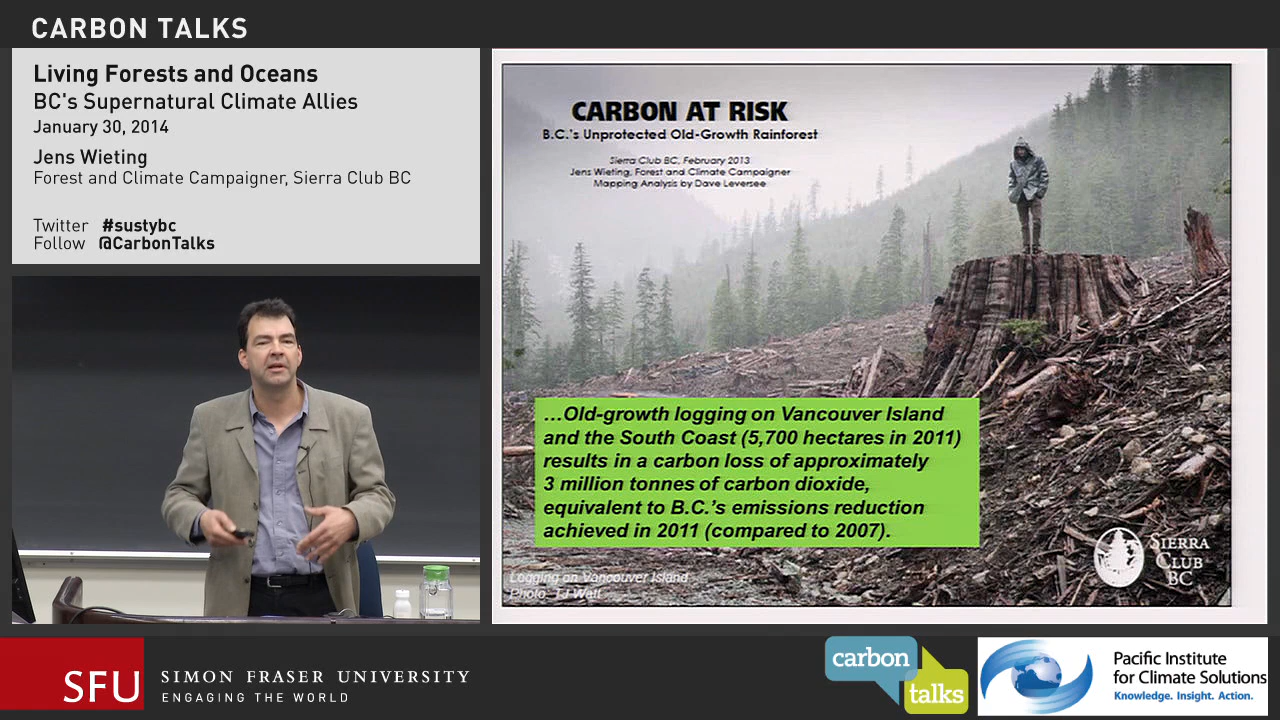 CARBON TALKS
Living Forests and Oceans
BC's Supernatural Climate Allies
January 30, 2014
Jens Wieting
Forest and Climate Campaigner, Sierra Club BC
Twitter #sustybc
Follow @CarbonTalks
CARBON AT RISK
B.C.'s Unprotected Old-Growth Rainforest
Sierra Club BC, February 2013
Jens Wieting, Forest and Climate Campaigner
Mapping Analysis by Dave Leversee
...Old-growth logging on Vancouver Island
and the South Coast (5,700 hectares in 2011)
results in a carbon loss of approximately
3 million tonnes of carbon dioxide,
equivalent to B.C.'s emissions reduction
achieved in 2011 (compared to 2007).
Logging on Vancouver Island
Photo: TJ Watt
SIERRA
CLUB
BC
SFU SIMON FRASER UNIVERSITY
ENGAGING THE WORLD
carbon
talks
Pacific Institute
for Climate Solutions
Knowledge. Insight. Action.